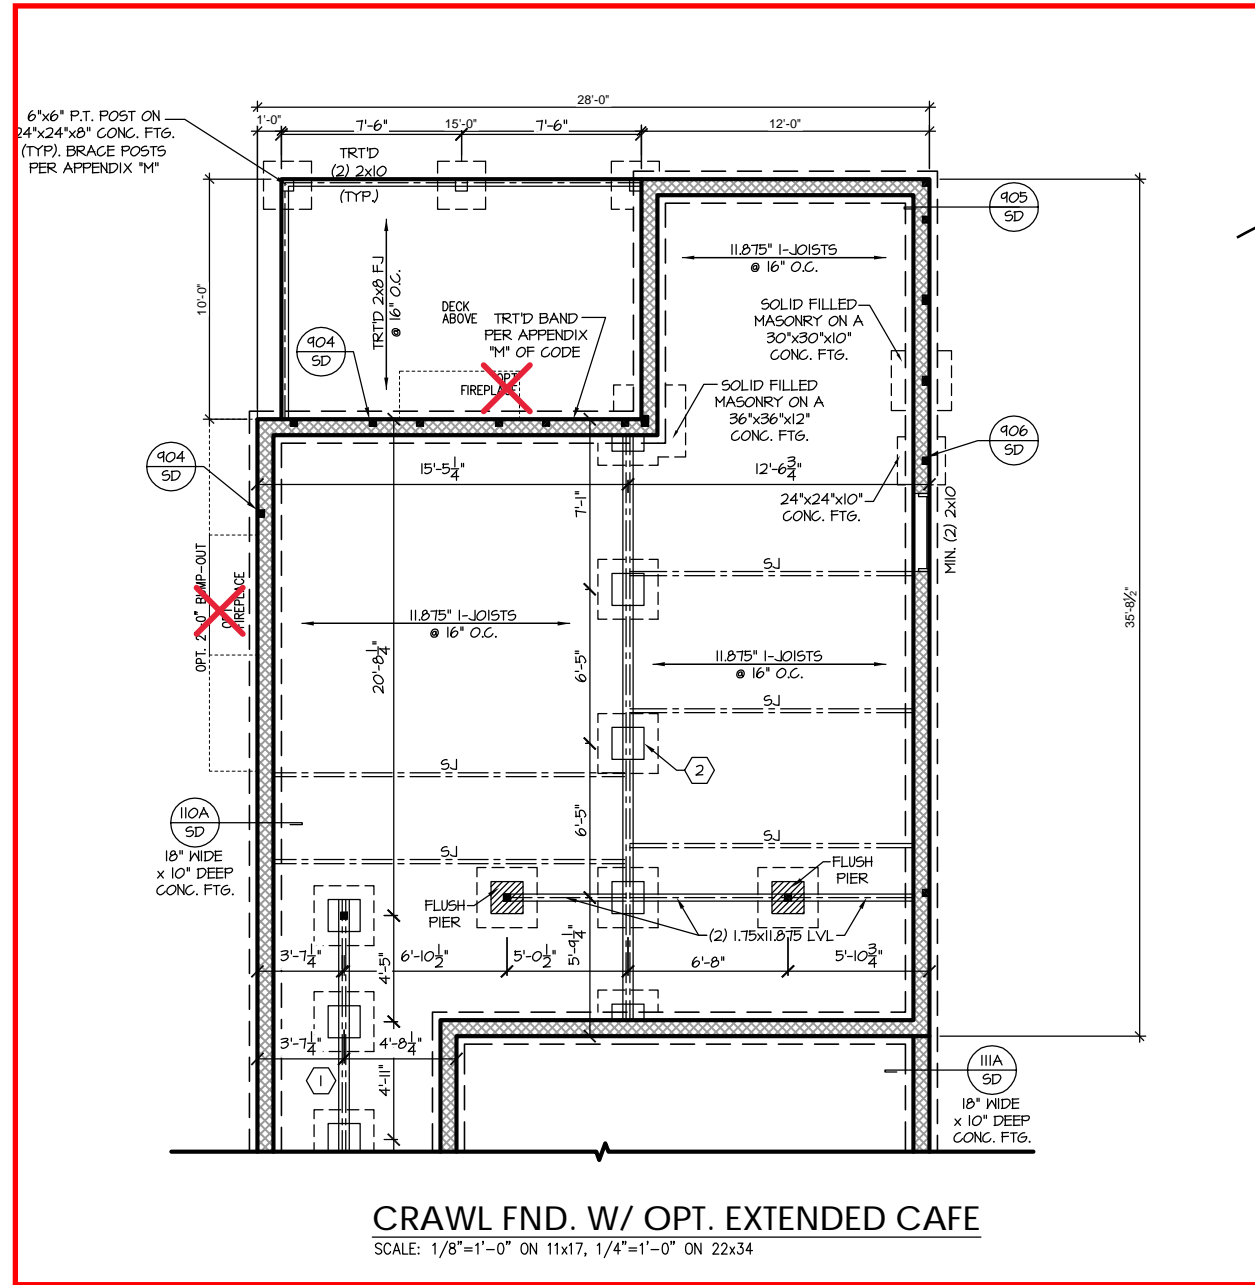 28'-0"
1'-0"
7'-6"
15'-0"
7'-6"
12'-0"
6"x6" P.T. POST ON
24"x24"x8" CONC. FTG.
(TYP). BRACE POSTS
PER APPENDIX "M"
TRT'D
(2) 2x10
(TYP.)
905
SD
10'-0"
TRT'D 2x8 FJ
@ 16" O.C.
11.875" I-JOISTS
@ 16" O.C.
DECK
ABOVE
TRT'D BAND
PER APPENDIX
"M" OF CODE
904
SD
SOLID FILLED
MASONRY ON A
30"x30"x10"
CONC. FTG.
FIREPLACE
SOLID FILLED
MASONRY ON A
36"x36"x12"
CONC. FTG.
906
SD
904
SD
15'-5 1/4"
12'-6 3/4"
7'-1"
24"x24"x10"
CONC. FTG.
MIN. (2) 2x10
SJ
OPT. BUMP-OUT
FIREPLACE
11.875" I-JOISTS
@ 16" O.C.
35'-8 1/2"
20'-8 1/4"
6'-5"
11.875" I-JOISTS
@ 16" O.C.
SJ
2
SJ
110A
SD
18" WIDE
x 10" DEEP
CONC. FTG.
6'-5"
SJ
SJ
FLUSH
PIER
FLUSH
PIER
(2) 1.75x11.875 LVL
3'-7 1/4"
4'-5"
6'-10 1/2"
5'-0 1/2"
5'-9 1/4"
6'-8"
5'-10 3/4"
3'-7 1/4"
4'-8 1/4"
1
4'-11"
111A
SD
18" WIDE
x 10" DEEP
CONC. FTG.
CRAWL FND. W/ OPT. EXTENDED CAFE
SCALE: 1/8"=1'-0" ON 11x17, 1/4"=1'-0" ON 22x34